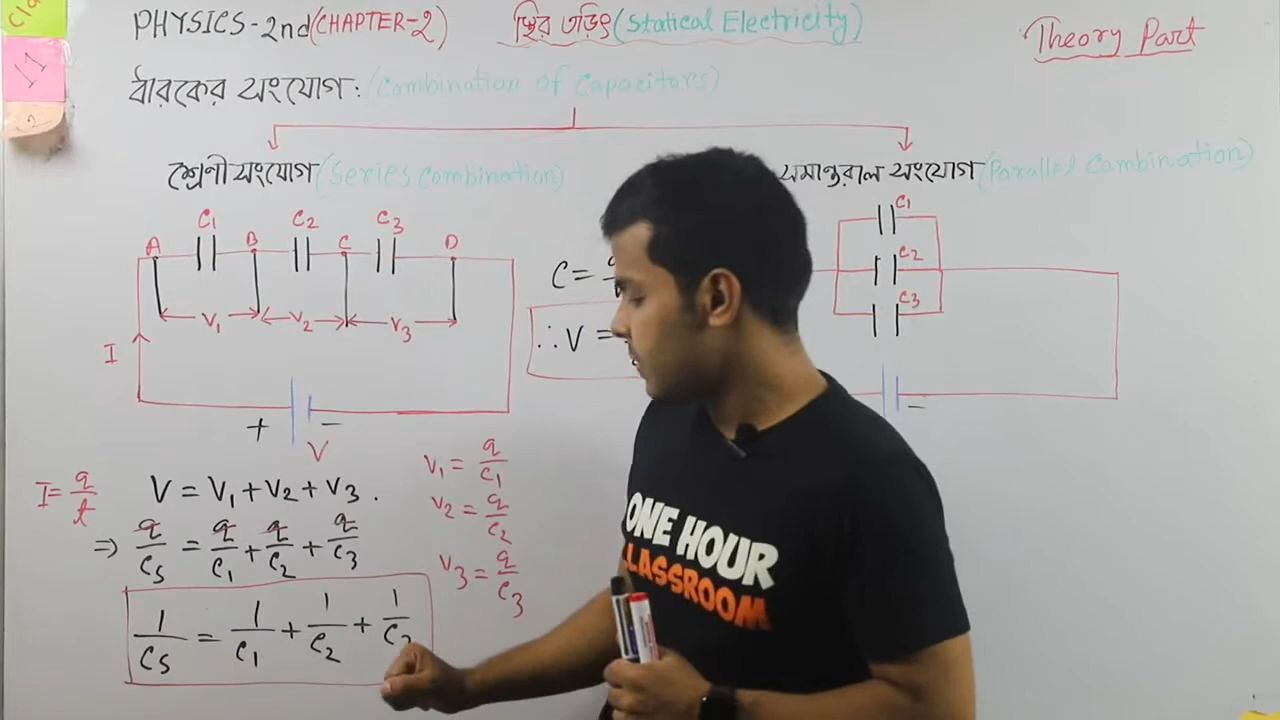 PHYSICS-2nd (CHAPTER-2) স্থির তড়িৎ (Statical Electricity)
Theory Part
11
ধারকের সংযোগ: (Combination of Capacitors)
শ্রেণী সংযোগ (Series Combination)
সমান্তরাল সংযোগ (Parallel Combination)
C1 C2 C3
A B C D
V1 V2 V3
I
+ −
V
C =
∴ V =
C1
C2
C3
−
I = q/t
V = V1 + V2 + V3 .
⇒ q/Cs = q/C1 + q/C2 + q/C3
1/Cs = 1/C1 + 1/C2 + 1/C3
V1 = q/C1
V2 = q/C2
V3 = q/C3
ONE HOUR
CLASSROOM